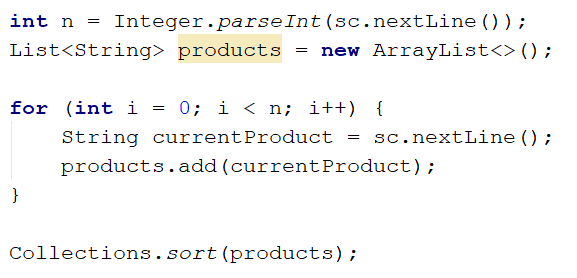 int n = Integer.parseInt(sc.nextLine());
List<String> products = new ArrayList<>();
for (int i = 0; i < n; i++) {
    String currentProduct = sc.nextLine();
    products.add(currentProduct);
}
Collections.sort(products);